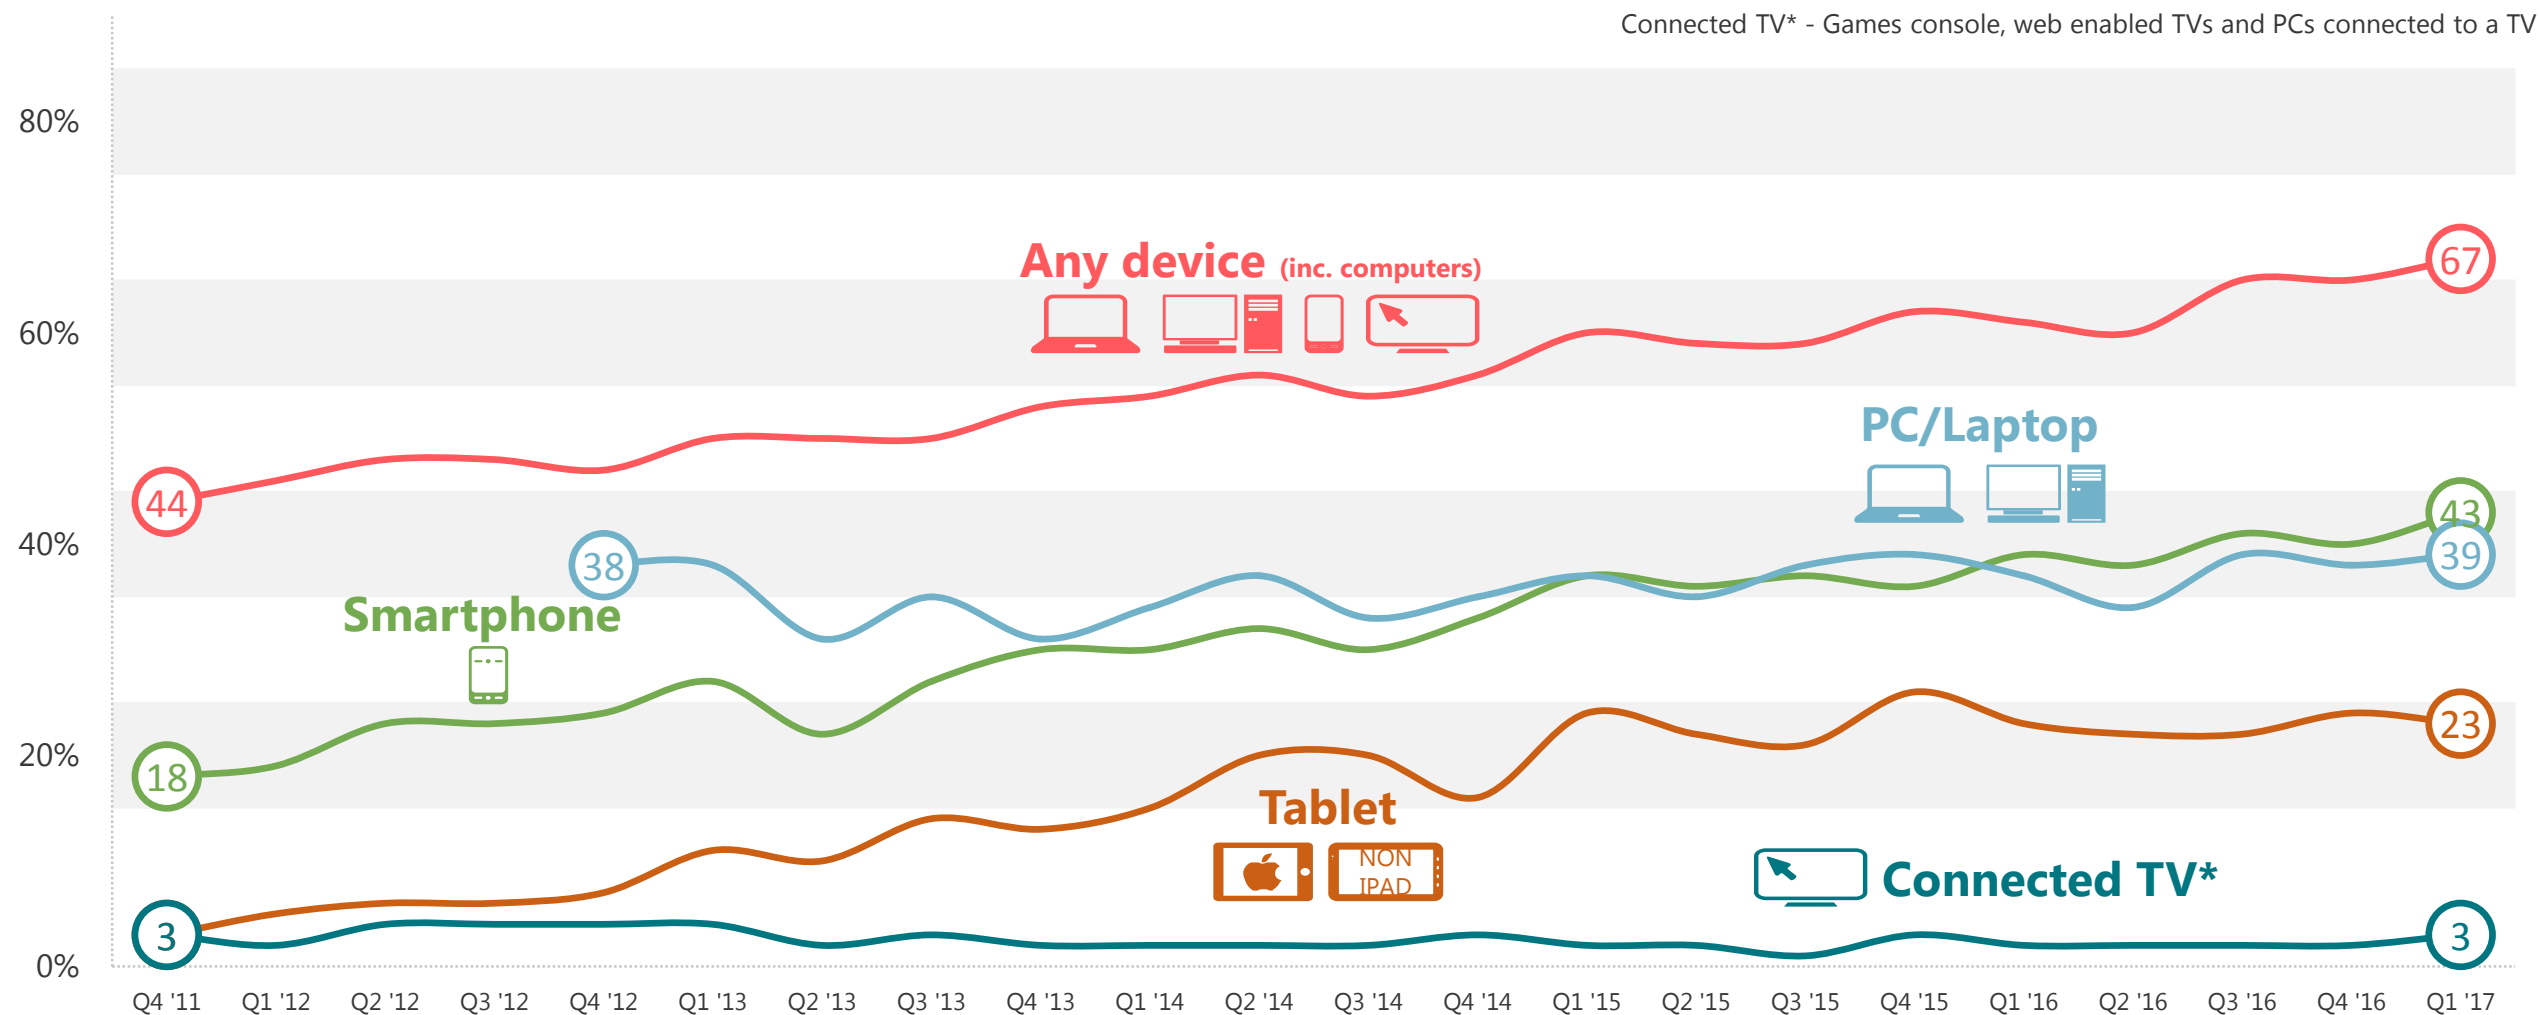 Connected TV* - Games console, web enabled TVs and PCs connected to a TV
80%
60%
40%
20%
0%
Any device (inc. computers)
67
44
PC/Laptop
43
39
38
Smartphone
18
23
Tablet
NON
IPAD
Connected TV*
3
3
Q4 '11 Q1 '12 Q2 '12 Q3 '12 Q4 '12 Q1 '13 Q2 '13 Q3 '13 Q4 '13 Q1 '14 Q2 '14 Q3 '14 Q4 '14 Q1 '15 Q2 '15 Q3 '15 Q4 '15 Q1 '16 Q2 '16 Q3 '16 Q4 '16 Q1 '17